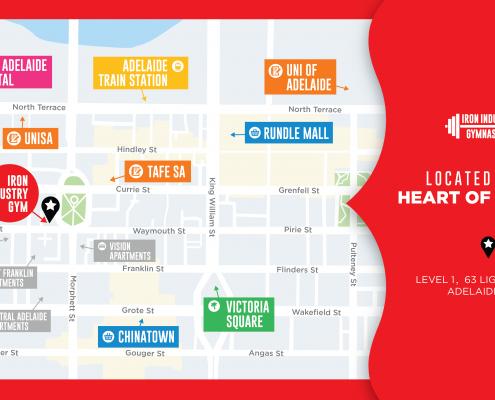 ADELAIDE
TAL
ADELAIDE
TRAIN STATION
UNI OF
ADELAIDE
North Terrace
North Terrace
UNISA
RUNDLE MALL
Hindley St
TAFE SA
IRON
USTRY
GYM
Currie St
Grenfell St
King William St
Waymouth St
Pirie St
VISION
APARTMENTS
Pulteney St
FRANKLIN
MENTS
Franklin St
Flinders St
Morphett St
TRAL ADELAIDE
RTMENTS
Grote St
VICTORIA
SQUARE
Wakefield St
CHINATOWN
er St
Gouger St
Angas St
IRON INDU
GYMNAS
LOCATED
HEART OF
LEVEL 1, 63 LIG
ADELAIDE